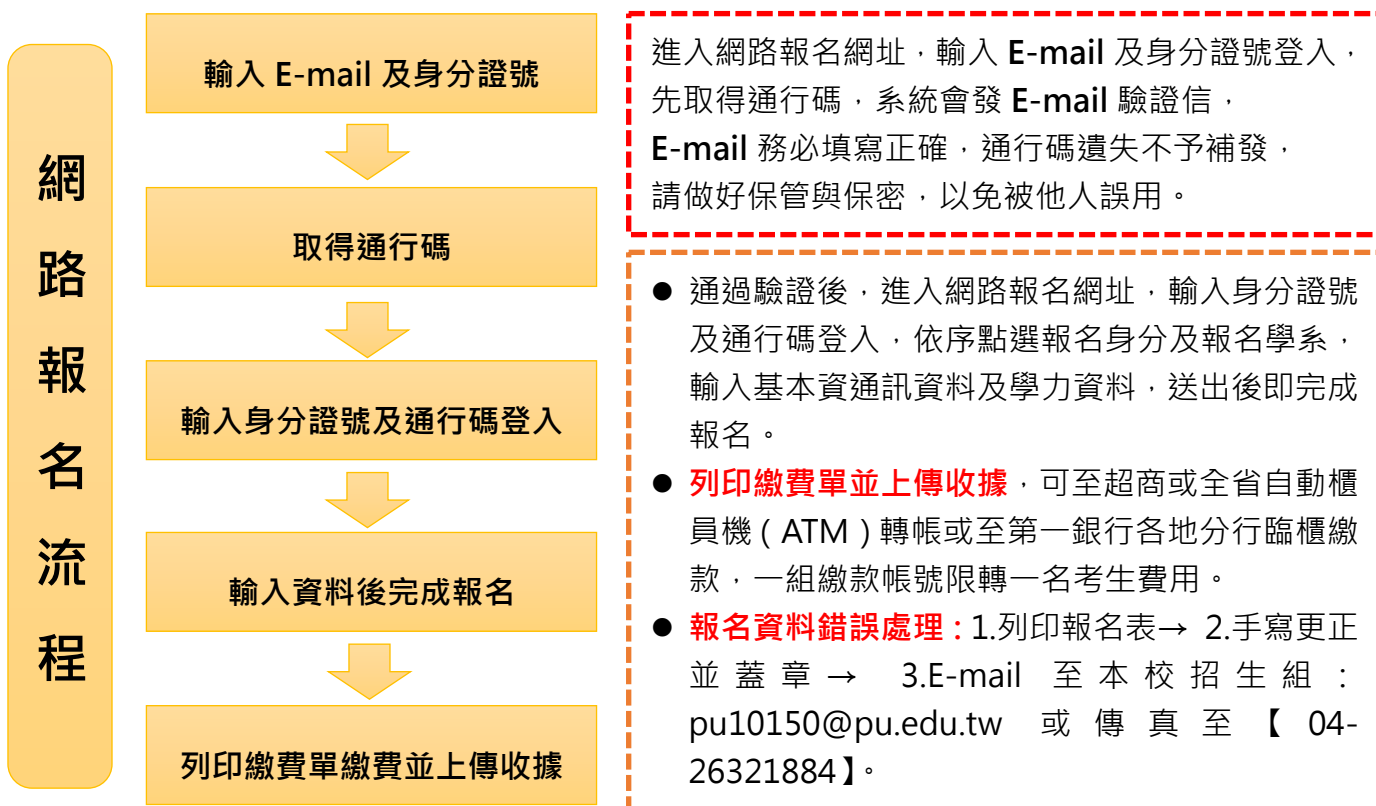 網
路
報
名
流
程
輸入 E-mail 及身分證號
取得通行碼
輸入身分證號及通行碼登入
輸入資料後完成報名
列印繳費單繳費並上傳收據
進入網路報名網址，輸入 E-mail 及身分證號登入，
先取得通行碼，系統會發 E-mail 驗證信，
E-mail 務必填寫正確，通行碼遺失不予補發，
請做好保管與保密，以免被他人誤用。
● 通過驗證後，進入網路報名網址，輸入身分證號
及通行碼登入，依序點選報名身分及報名學系，
輸入基本資通訊資料及學力資料，送出後即完成
報名。
● 列印繳費單並上傳收據，可至超商或全省自動櫃
員機（ATM）轉帳或至第一銀行各地分行臨櫃繳
款，一組繳款帳號限轉一名考生費用。
● 報名資料錯誤處理：1.列印報名表→ 2.手寫更正
並蓋章→ 3.E-mail 至本校招生組：
pu10150@pu.edu.tw 或傳真至【04-
26321884】。